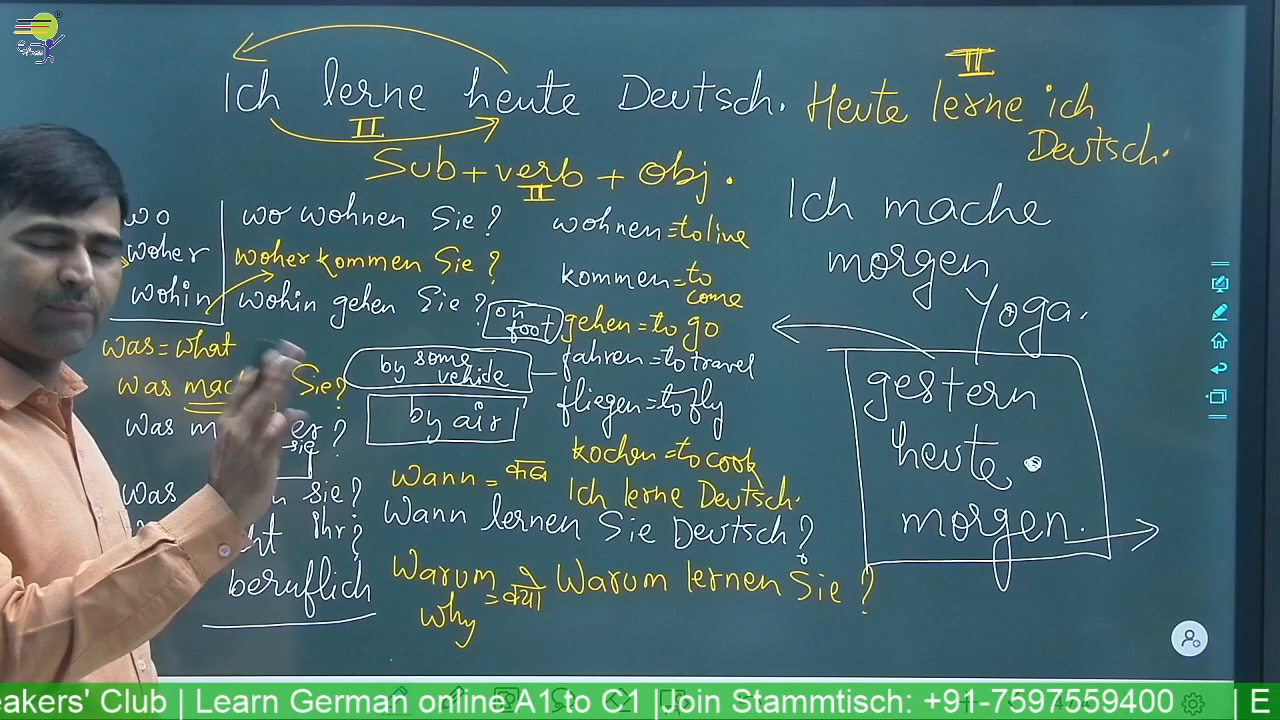 Ich lerne heute Deutsch. Heute lerne ich Deutsch.
II
II
Sub + verb + Obj.
II
wo
woher
wohin
wo wohnen Sie?
woher kommen Sie?
wohin gehen Sie?
was = what
was mac Sie?
was m er?
sie
was n sie?
ht ihr?
beruflich
wohnen = to live
kommen = to come
on foot
gehen = to go
by some vehicle
fahren = to travel
by air
fliegen = to fly
kochen = to cook
Wann = कब
Ich lerne Deutsch.
Wann lernen Sie Deutsch?
Warum = क्यों
why
Warum lernen Sie?
Ich mache
morgen
Yoga.
gestern
heute
morgen.
eakers' Club | Learn German online A1 to C1 |Join Stammtisch: +91-7597559400 | E